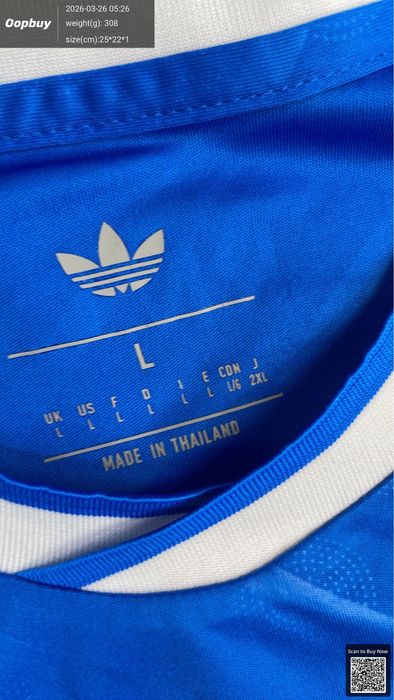 Oopbuy
2026-03-26 05:26
weight(g): 308
size(cm):25*22*1
L
UK US F D I E CDN J
L L L L L L L/G 2XL
MADE IN THAILAND
Scan to Buy Now